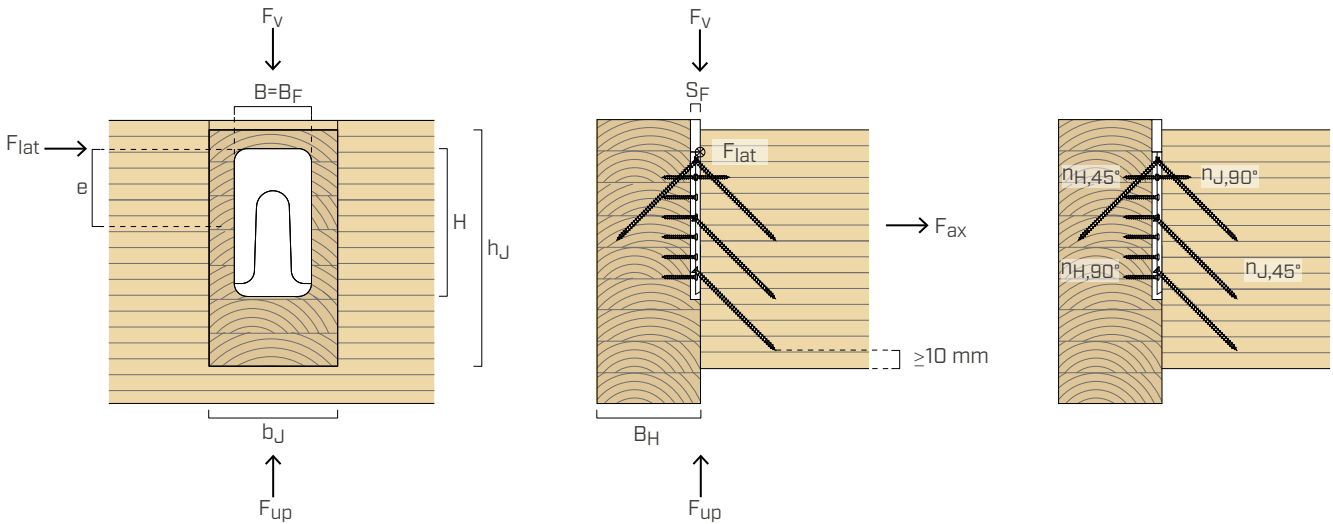 Fv
B=BF
Flat
e
H
hJ
bJ
Fup
Fv
SF
Flat
Fax
≥10 mm
BH
Fup
nH,45°
nJ,90°
nH,90°
nJ,45°